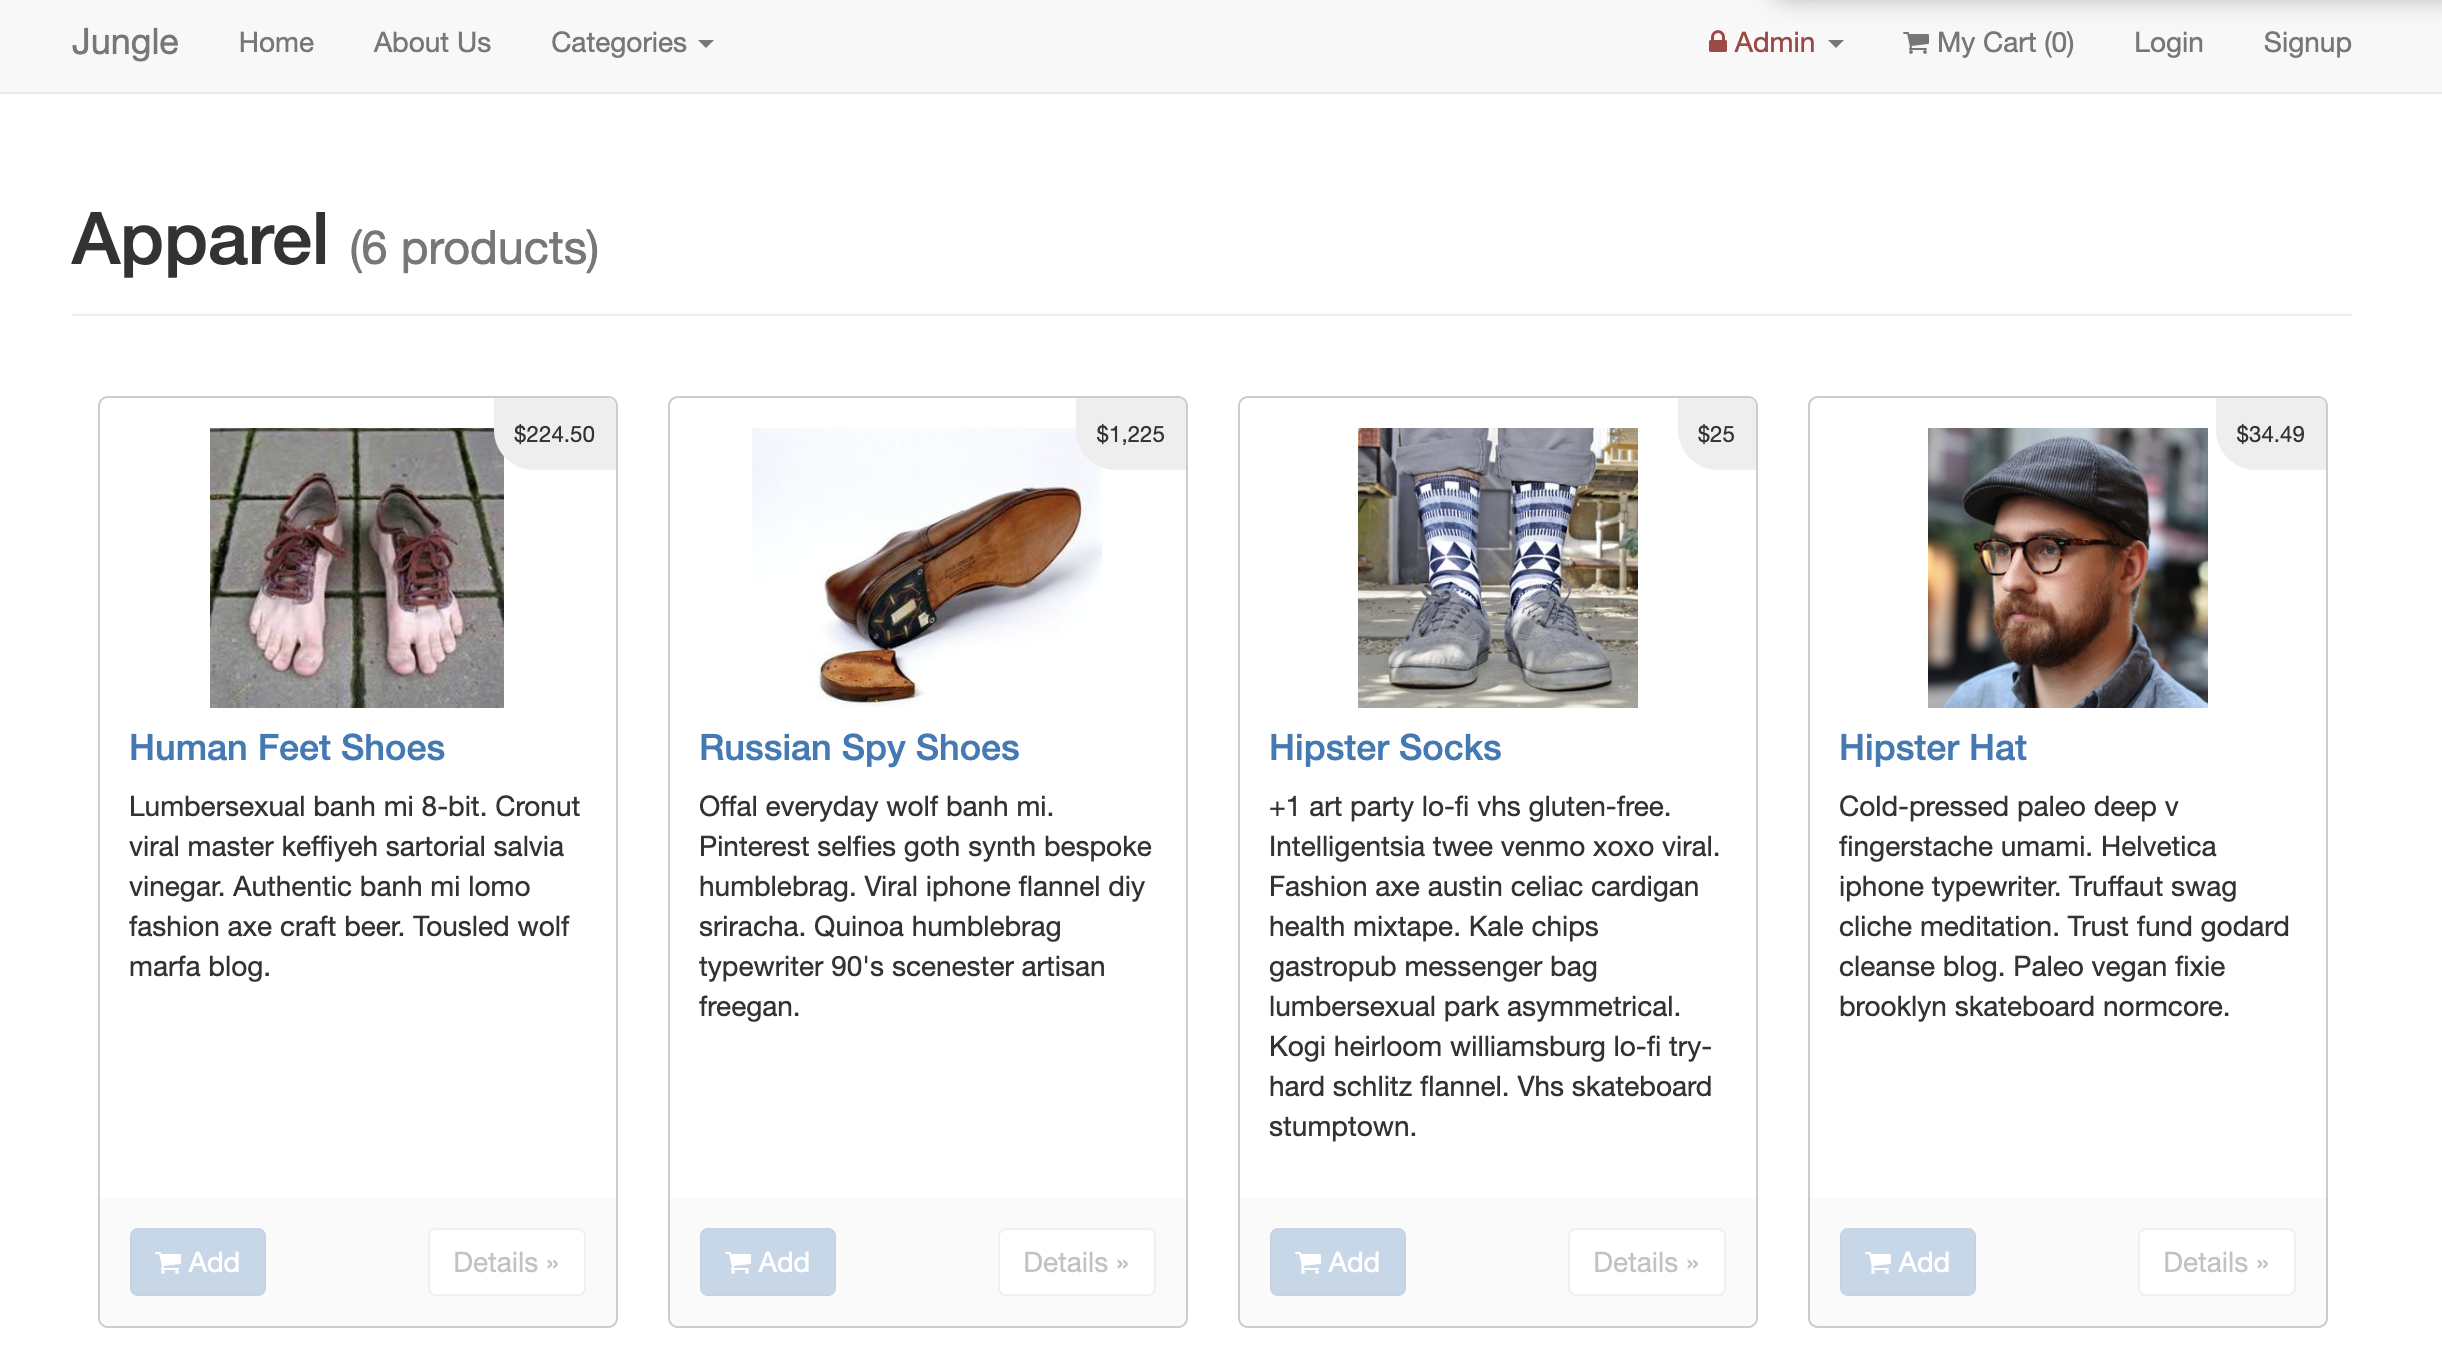 Jungle Home About Us Categories Admin My Cart (0) Login Signup
Apparel (6 products)
$224.50
Human Feet Shoes
Lumbersexual banh mi 8-bit. Cronut
viral master keffiyeh sartorial salvia
vinegar. Authentic banh mi lomo
fashion axe craft beer. Tousled wolf
marfa blog.
Add
Details »
$1,225
Russian Spy Shoes
Offal everyday wolf banh mi.
Pinterest selfies goth synth bespoke
humblebrag. Viral iphone flannel diy
sriracha. Quinoa humblebrag
typewriter 90's scenester artisan
freegan.
Add
Details »
$25
Hipster Socks
+1 art party lo-fi vhs gluten-free.
Intelligentsia twee venmo xoxo viral.
Fashion axe austin celiac cardigan
health mixtape. Kale chips
gastropub messenger bag
lumbersexual park asymmetrical.
Kogi heirloom williamsburg lo-fi try-
hard schlitz flannel. Vhs skateboard
stumptown.
Add
Details »
$34.49
Hipster Hat
Cold-pressed paleo deep v
fingerstache umami. Helvetica
iphone typewriter. Truffaut swag
cliche meditation. Trust fund godard
cleanse blog. Paleo vegan fixie
brooklyn skateboard normcore.
Add
Details »